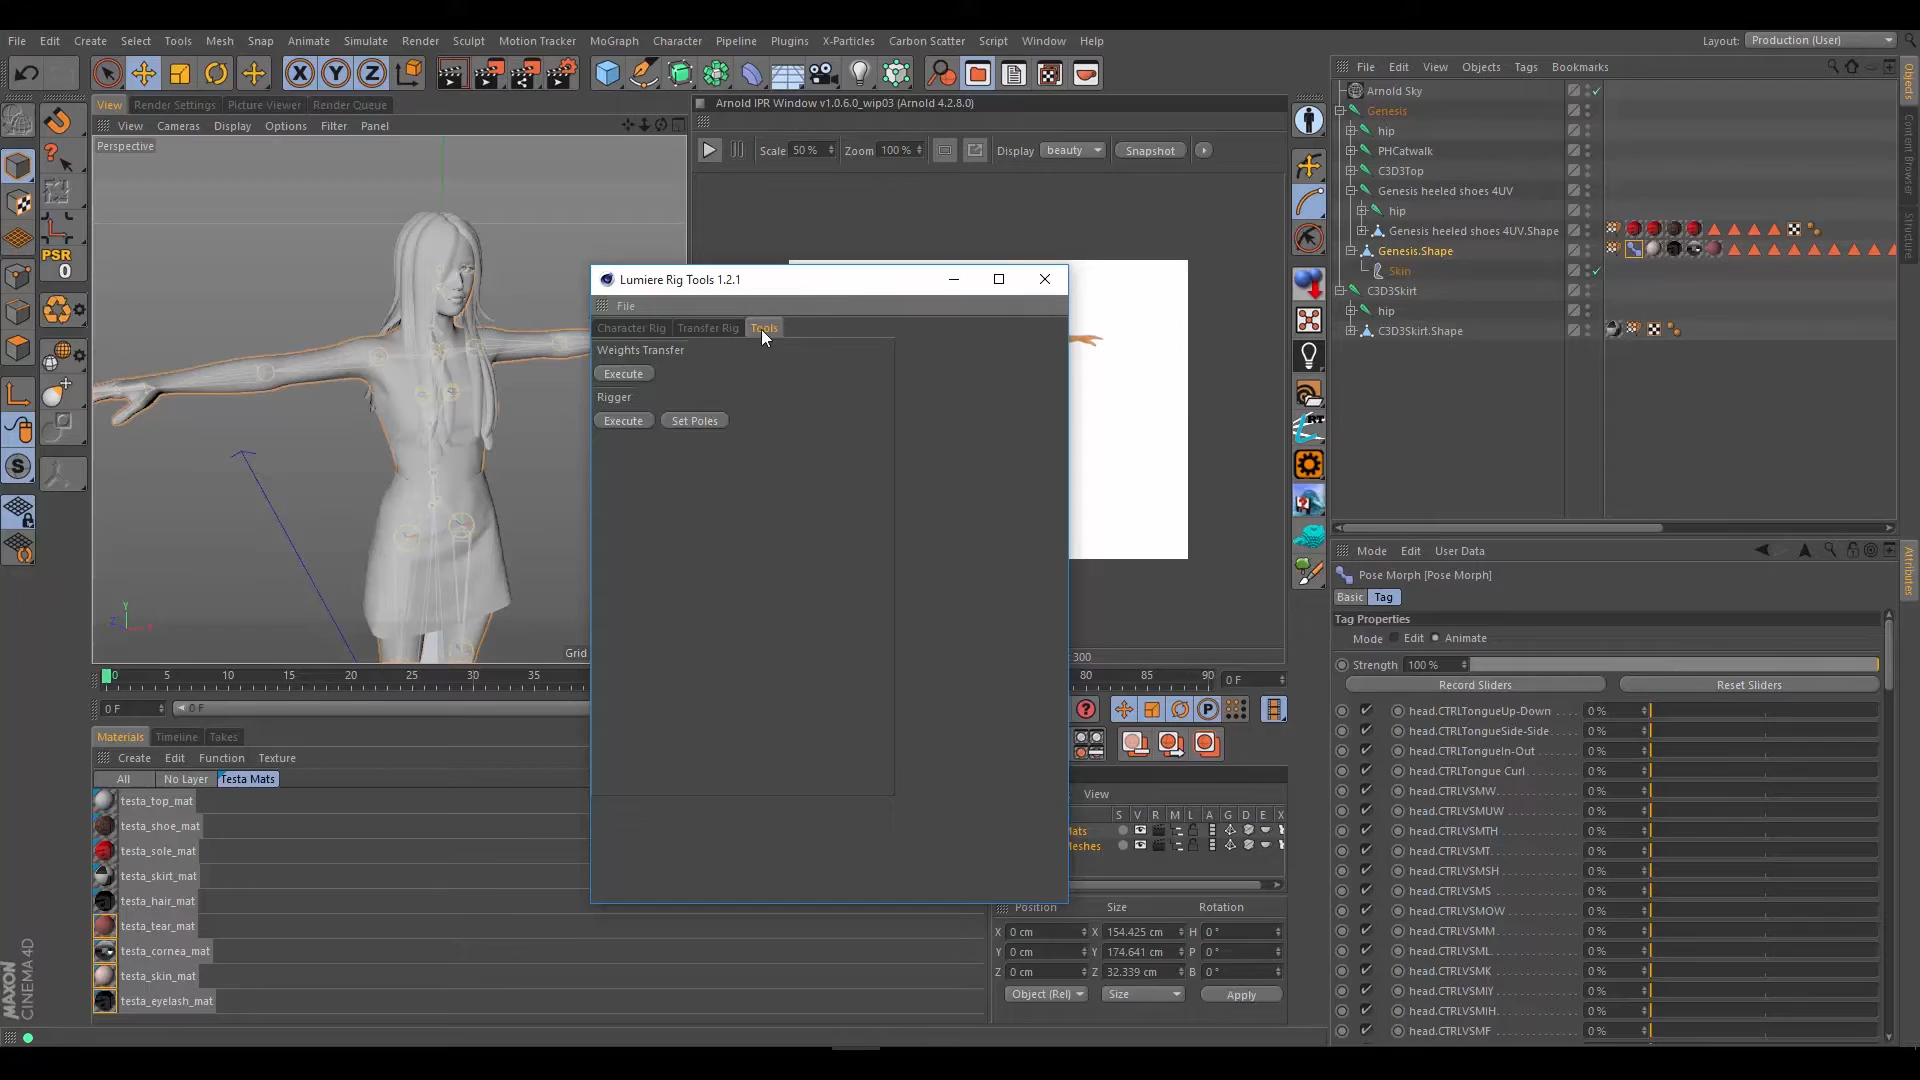 File Edit Create Select Tools Mesh Snap Animate Simulate Render Sculpt Motion Tracker MoGraph Character Pipeline Plugins X-Particles Carbon Scatter Script Window Help
Layout: Production (User)
File Edit View Objects Tags Bookmarks
Objects
Content Browser
Structure
View Render Settings Picture Viewer Render Queue
View Cameras Display Options Filter Panel
Perspective
Arnold IPR Window v1.0.6.0_wip03 (Arnold 4.2.8.0)
Scale 50 % Zoom 100 % Display beauty Snapshot
Arnold Sky
Genesis
hip
PHCatwalk
C3D3Top
Genesis heeled shoes 4UV
hip
Genesis heeled shoes 4UV.Shape
Genesis.Shape
Skin
C3D3Skirt
hip
C3D3Skirt.Shape
PSR
0
Lumiere Rig Tools 1.2.1
File
Character Rig Transfer Rig Tools
Weights Transfer
Execute
Rigger
Execute Set Poles
Y
Z
Grid
300
0 5 10 15 20 25 30 35
80 85 90 0 F
0 F
0 F
Mode Edit User Data
Attributes
Pose Morph [Pose Morph]
Basic Tag
Tag Properties
Mode Edit Animate
Strength 100 %
Record Sliders Reset Sliders
head.CTRLTongueUp-Down 0 %
head.CTRLTongueSide-Side 0 %
head.CTRLTongueIn-Out 0 %
head.CTRLTongue Curl 0 %
head.CTRLVSMW 0 %
head.CTRLVSMUW 0 %
head.CTRLVSMTH 0 %
head.CTRLVSMT 0 %
head.CTRLVSMSH 0 %
head.CTRLVSMS 0 %
head.CTRLVSMOW 0 %
head.CTRLVSMM 0 %
head.CTRLVSML 0 %
head.CTRLVSMK 0 %
head.CTRLVSMIY 0 %
head.CTRLVSMIH 0 %
head.CTRLVSMF 0 %
Materials Timeline Takes
Create Edit Function Texture
All No Layer Testa Mats
testa_top_mat
testa_shoe_mat
testa_sole_mat
testa_skirt_mat
testa_hair_mat
testa_tear_mat
testa_cornea_mat
testa_skin_mat
testa_eyelash_mat
View
S V R M L A G D E X
Mats
Meshes
Position Size Rotation
X 0 cm X 154.425 cm H 0 °
Y 0 cm Y 174.641 cm P 0 °
Z 0 cm Z 32.339 cm B 0 °
Object (Rel) Size Apply
MAXON
CINEMA4D